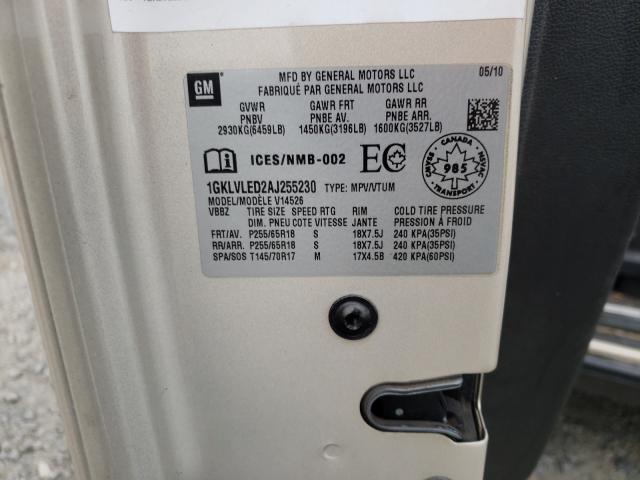 GM
MFD BY GENERAL MOTORS LLC
05/10
FABRIQUÉ PAR GENERAL MOTORS LLC
GVWR GAWR FRT GAWR RR
PNBV PNBE AV. PNBE ARR.
2930KG(6459LB) 1450KG(3196LB) 1600KG(3527LB)
ICES/NMB-002 EC
CANADA
CMVSS NSVAC
985
TRANSPORT
1GKLVLED2AJ255230 TYPE: MPV/VTUM
MODEL/MODÈLE V14526
VBBZ TIRE SIZE SPEED RTG RIM COLD TIRE PRESSURE
DIM. PNEU COTE VITESSE JANTE PRESSION À FROID
FRT/AV. P255/65R18 S 18X7.5J 240 KPA(35PSI)
RR/ARR. P255/65R18 S 18X7.5J 240 KPA(35PSI)
SPA/SOS T145/70R17 M 17X4.5B 420 KPA(60PSI)